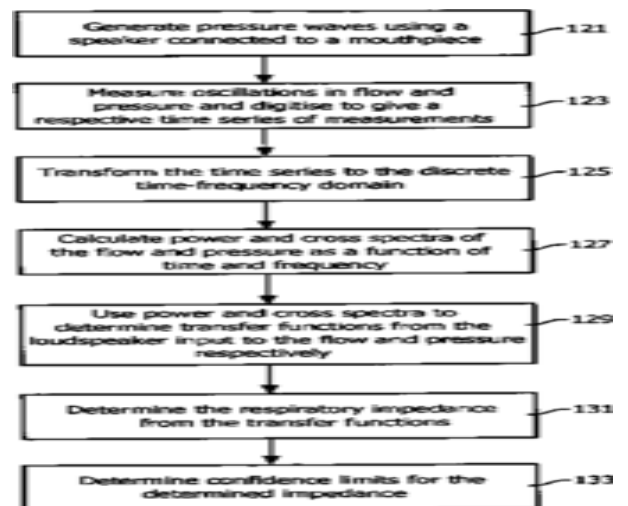 Generate pressure waves using a
speaker connected to a mouthpiece
121
Measure oscillations in flow and
pressure and digitise to give a
respective time series of measurements
123
Transform the time series to the discrete
time-frequency domain
125
Calculate power and cross spectra of
the flow and pressure as a function of
time and frequency
127
Use power and cross spectra to
determine transfer functions from the
loudspeaker input to the flow and pressure
respectively
129
Determine the respiratory impedance
from the transfer functions
131
Determine confidence limits for the
determined impedance
133